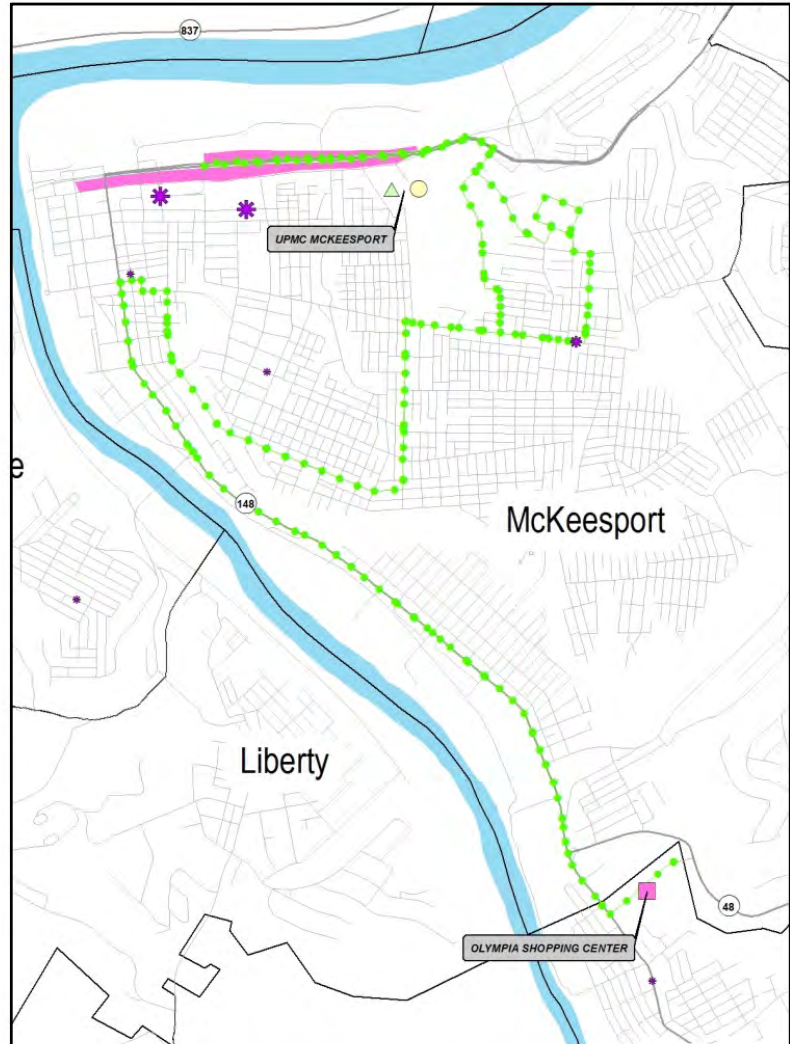 837
UPMC MCKEESPORT
e
148
McKeesport
Liberty
48
OLYMPIA SHOPPING CENTER